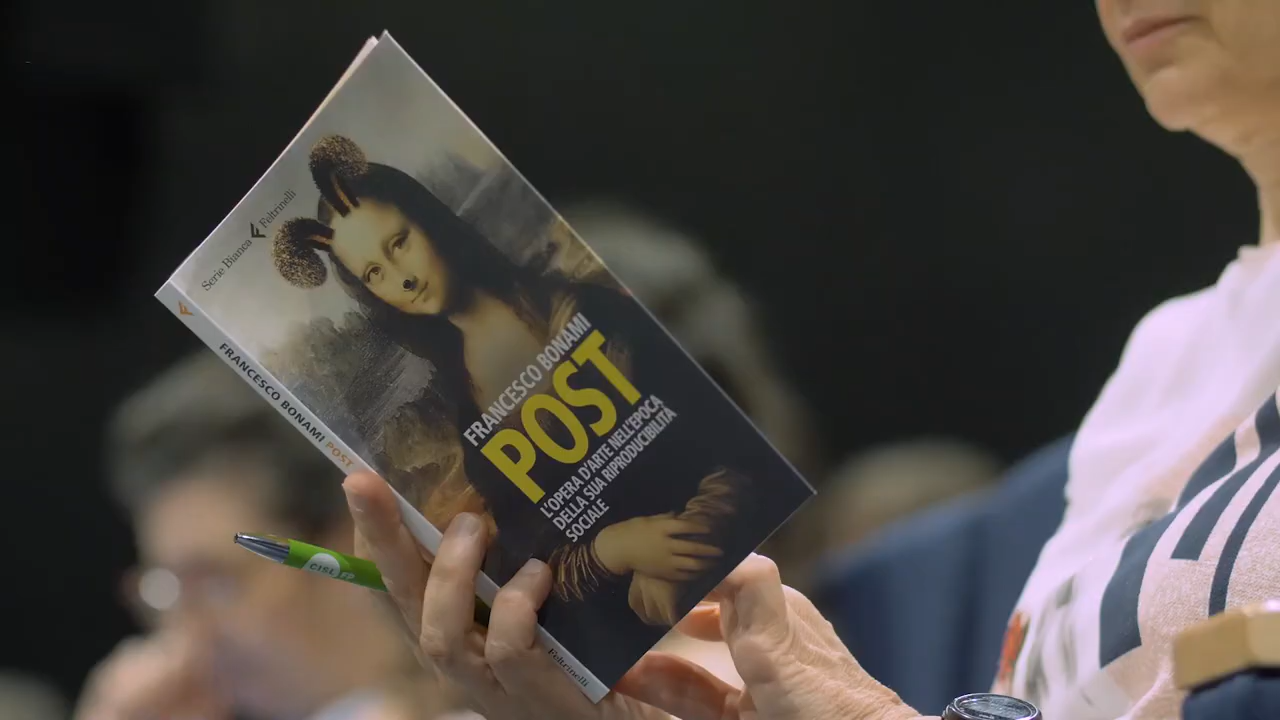 Serie Bianca Feltrinelli
FRANCESCO BONAMI
POST
L'OPERA D'ARTE NELL'EPOCA
DELLA SUA RIPRODUCIBILITÀ
SOCIALE
FRANCESCO BONAMI POST
Feltrinelli
CISL FP